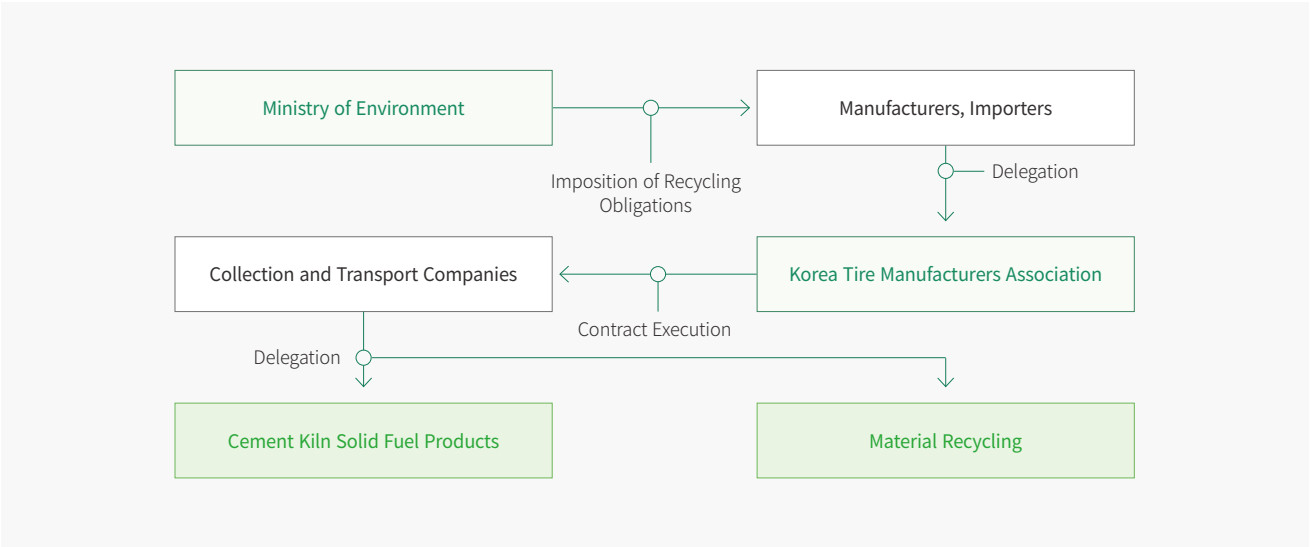 Ministry of Environment
Manufacturers, Importers
Imposition of Recycling
Obligations
Delegation
Collection and Transport Companies
Korea Tire Manufacturers Association
Contract Execution
Delegation
Cement Kiln Solid Fuel Products
Material Recycling